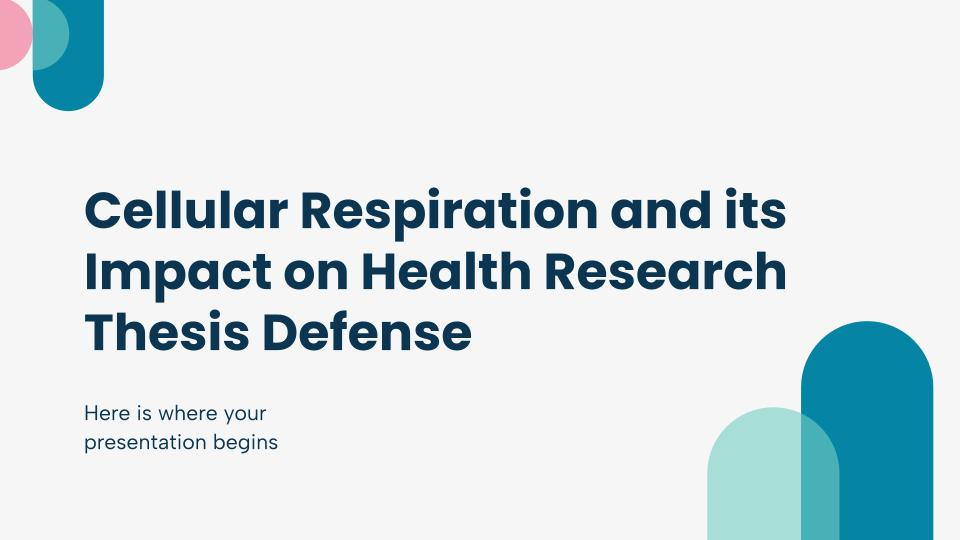 Cellular Respiration and its
Impact on Health Research
Thesis Defense
Here is where your
presentation begins